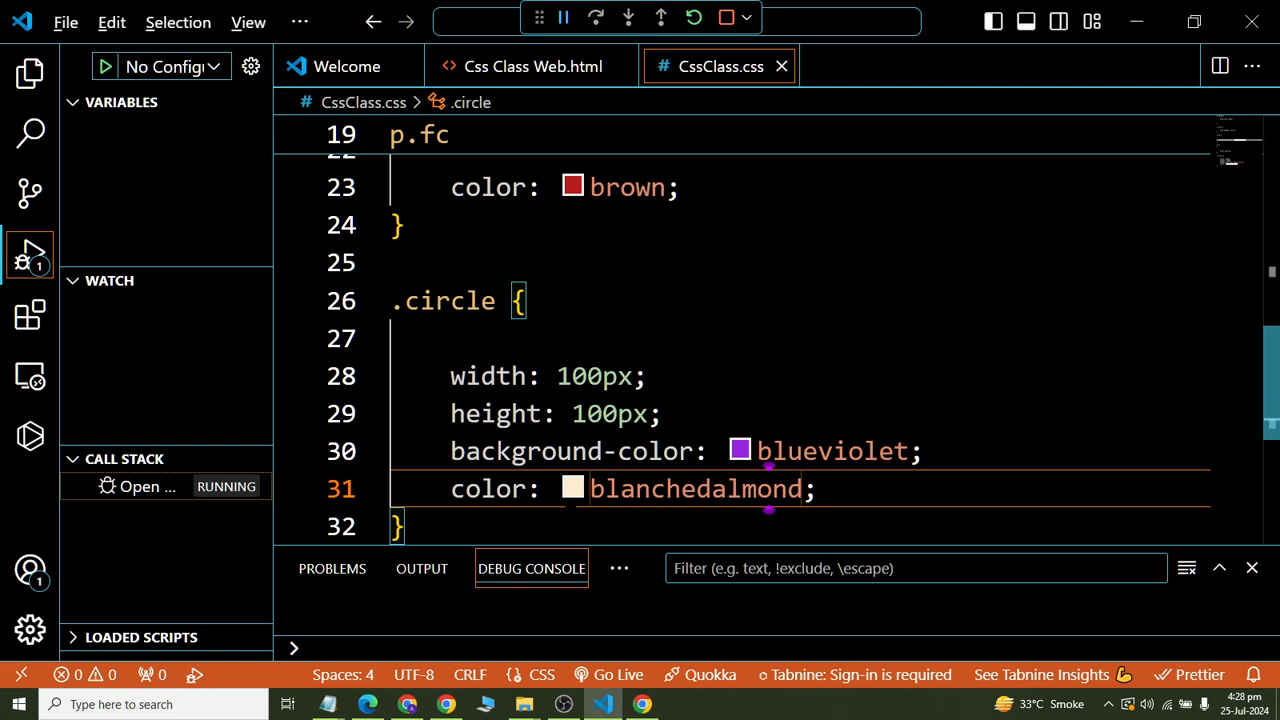 File Edit Selection View ···
No Config
Welcome
Css Class Web.html
# CssClass.css
VARIABLES
# CssClass.css > .circle
19 p.fc
23 color: brown;
24 }
25
WATCH
26 .circle {
27
28 width: 100px;
29 height: 100px;
30 background-color: blueviolet;
CALL STACK
Open ... RUNNING
31 color: blanchedalmond;
32 }
1
1
PROBLEMS OUTPUT DEBUG CONSOLE ··· Filter (e.g. text, !exclude, \escape)
LOADED SCRIPTS
>
0 0 0 Spaces: 4 UTF-8 CRLF {} CSS Go Live Quokka Tabnine: Sign-in is required See Tabnine Insights Prettier
Type here to search
33°C Smoke
4:28 pm
25-Jul-2024